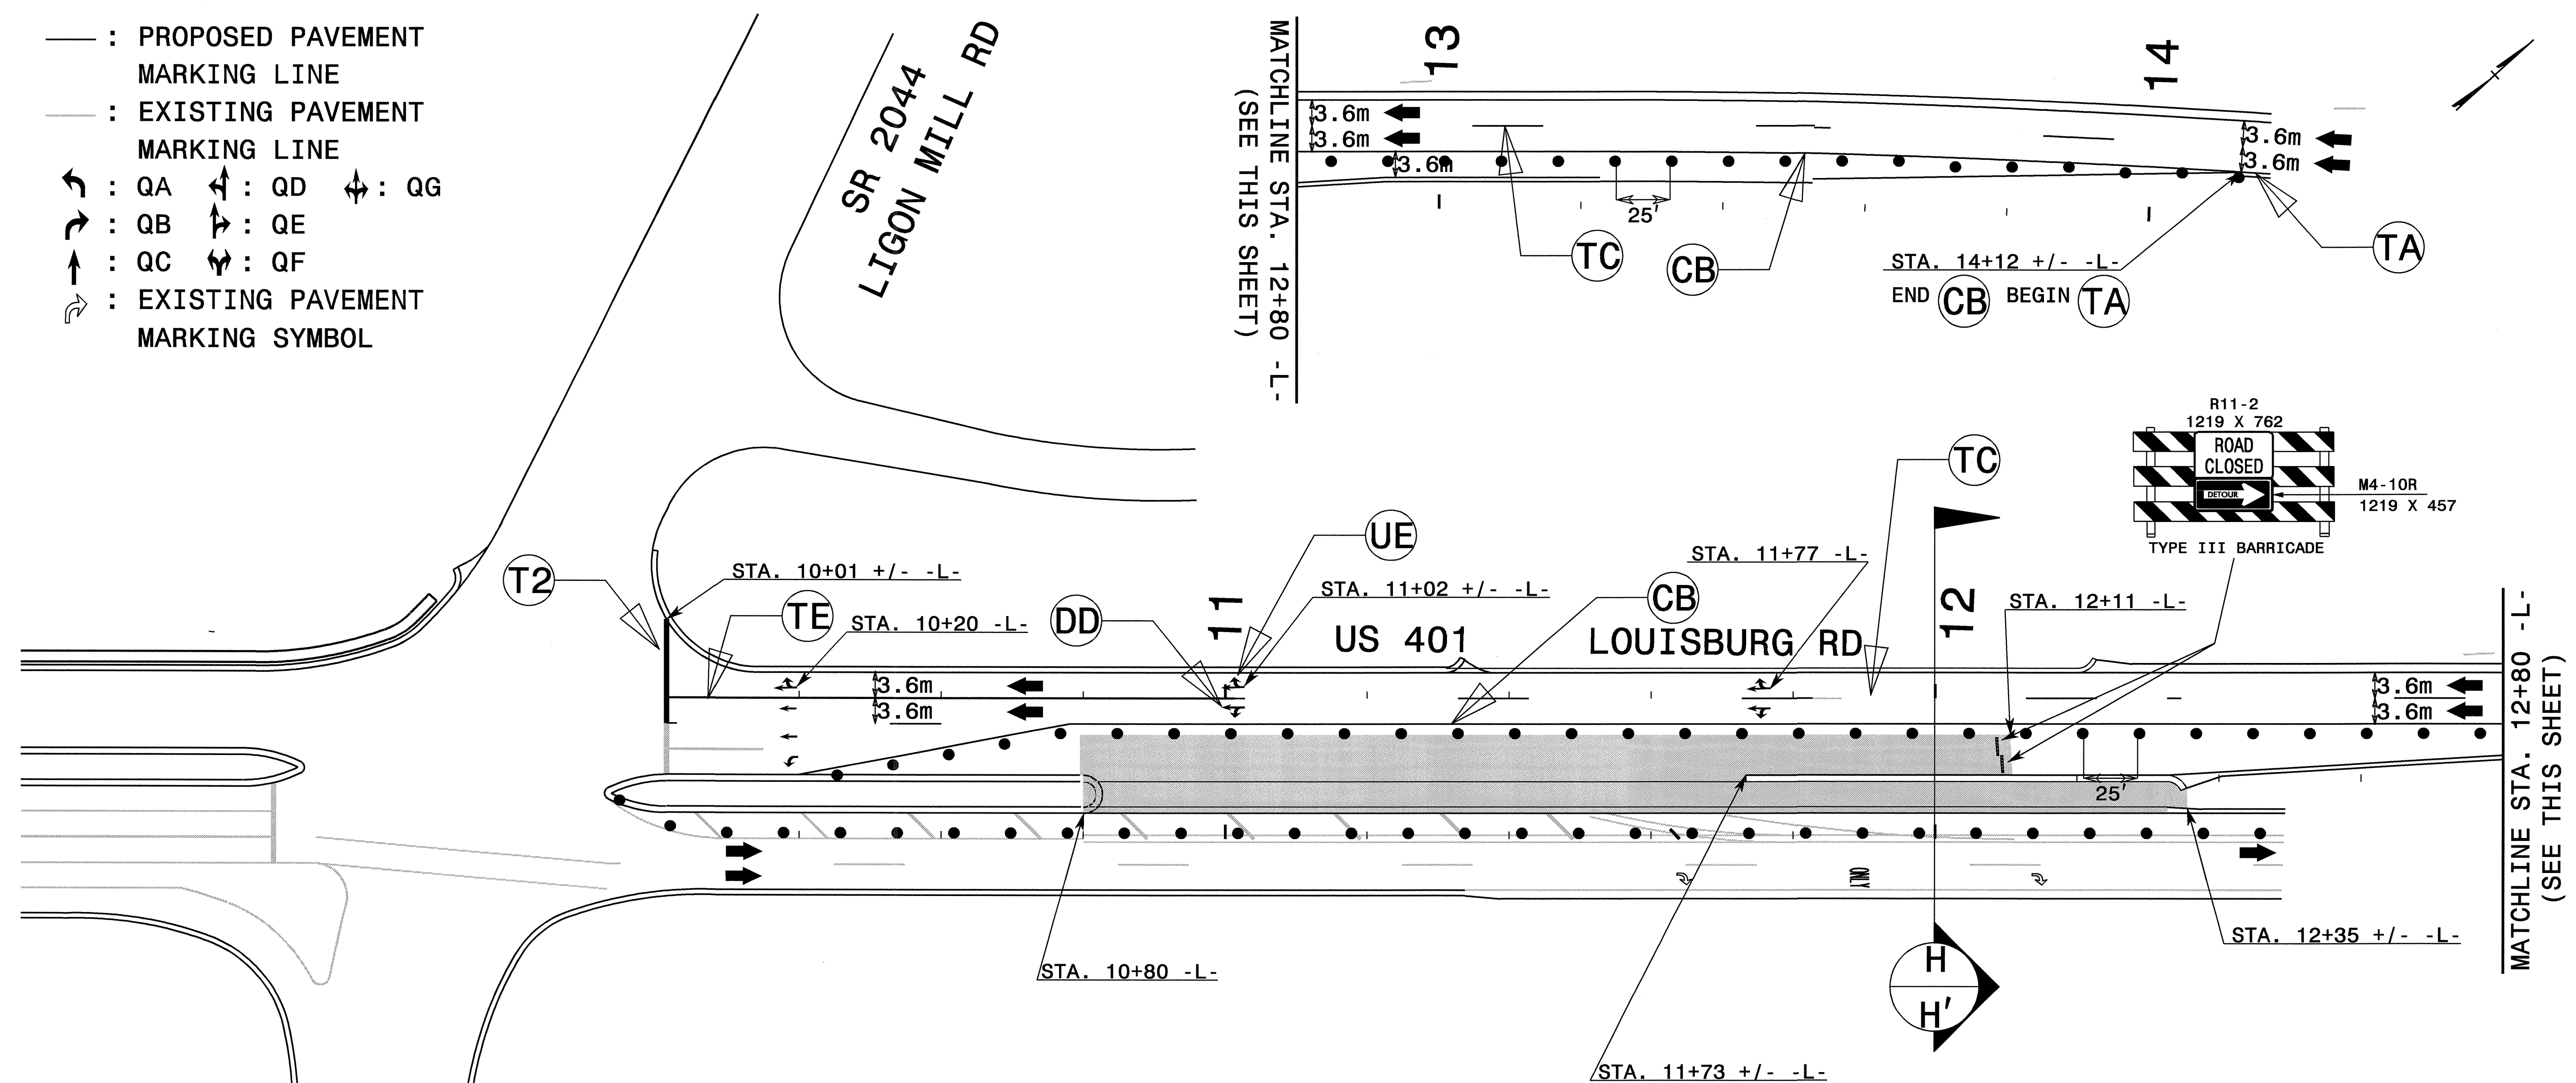 : PROPOSED PAVEMENT
MARKING LINE
: EXISTING PAVEMENT
MARKING LINE
: QA : QD : QG
: QB : QE
: QC : QF
: EXISTING PAVEMENT
MARKING SYMBOL
SR 2044
LIGON MILL RD
MATCHLINE STA. 12+80 -L-
(SEE THIS SHEET)
13
14
3.6m
3.6m
3.6m
3.6m
3.6m
25'
TC
CB
TA
STA. 14+12 +/- -L-
END CB BEGIN TA
R11-2
1219 X 762
ROAD
CLOSED
DETOUR
M4-10R
1219 X 457
TYPE III BARRICADE
TC
UE
T2
STA. 10+01 +/- -L-
TE
STA. 10+20 -L-
DD
11
STA. 11+02 +/- -L-
CB
STA. 11+77 -L-
12
STA. 12+11 -L-
US 401 LOUISBURG RD
3.6m
3.6m
3.6m
3.6m
25'
ONLY
STA. 10+80 -L-
STA. 11+73 +/- -L-
H
H'
STA. 12+35 +/- -L-
MATCHLINE STA. 12+80 -L-
(SEE THIS SHEET)